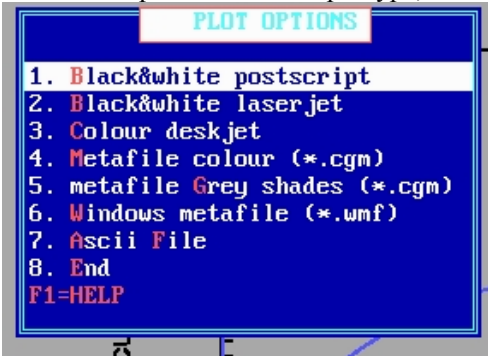 PLOT OPTIONS
1. Black&white postscript
2. Black&white laserjet
3. Colour deskjet
4. Metafile colour (*.cgm)
5. metafile Grey shades (*.cgm)
6. Windows metafile (*.wmf)
7. Ascii File
8. End
F1=HELP